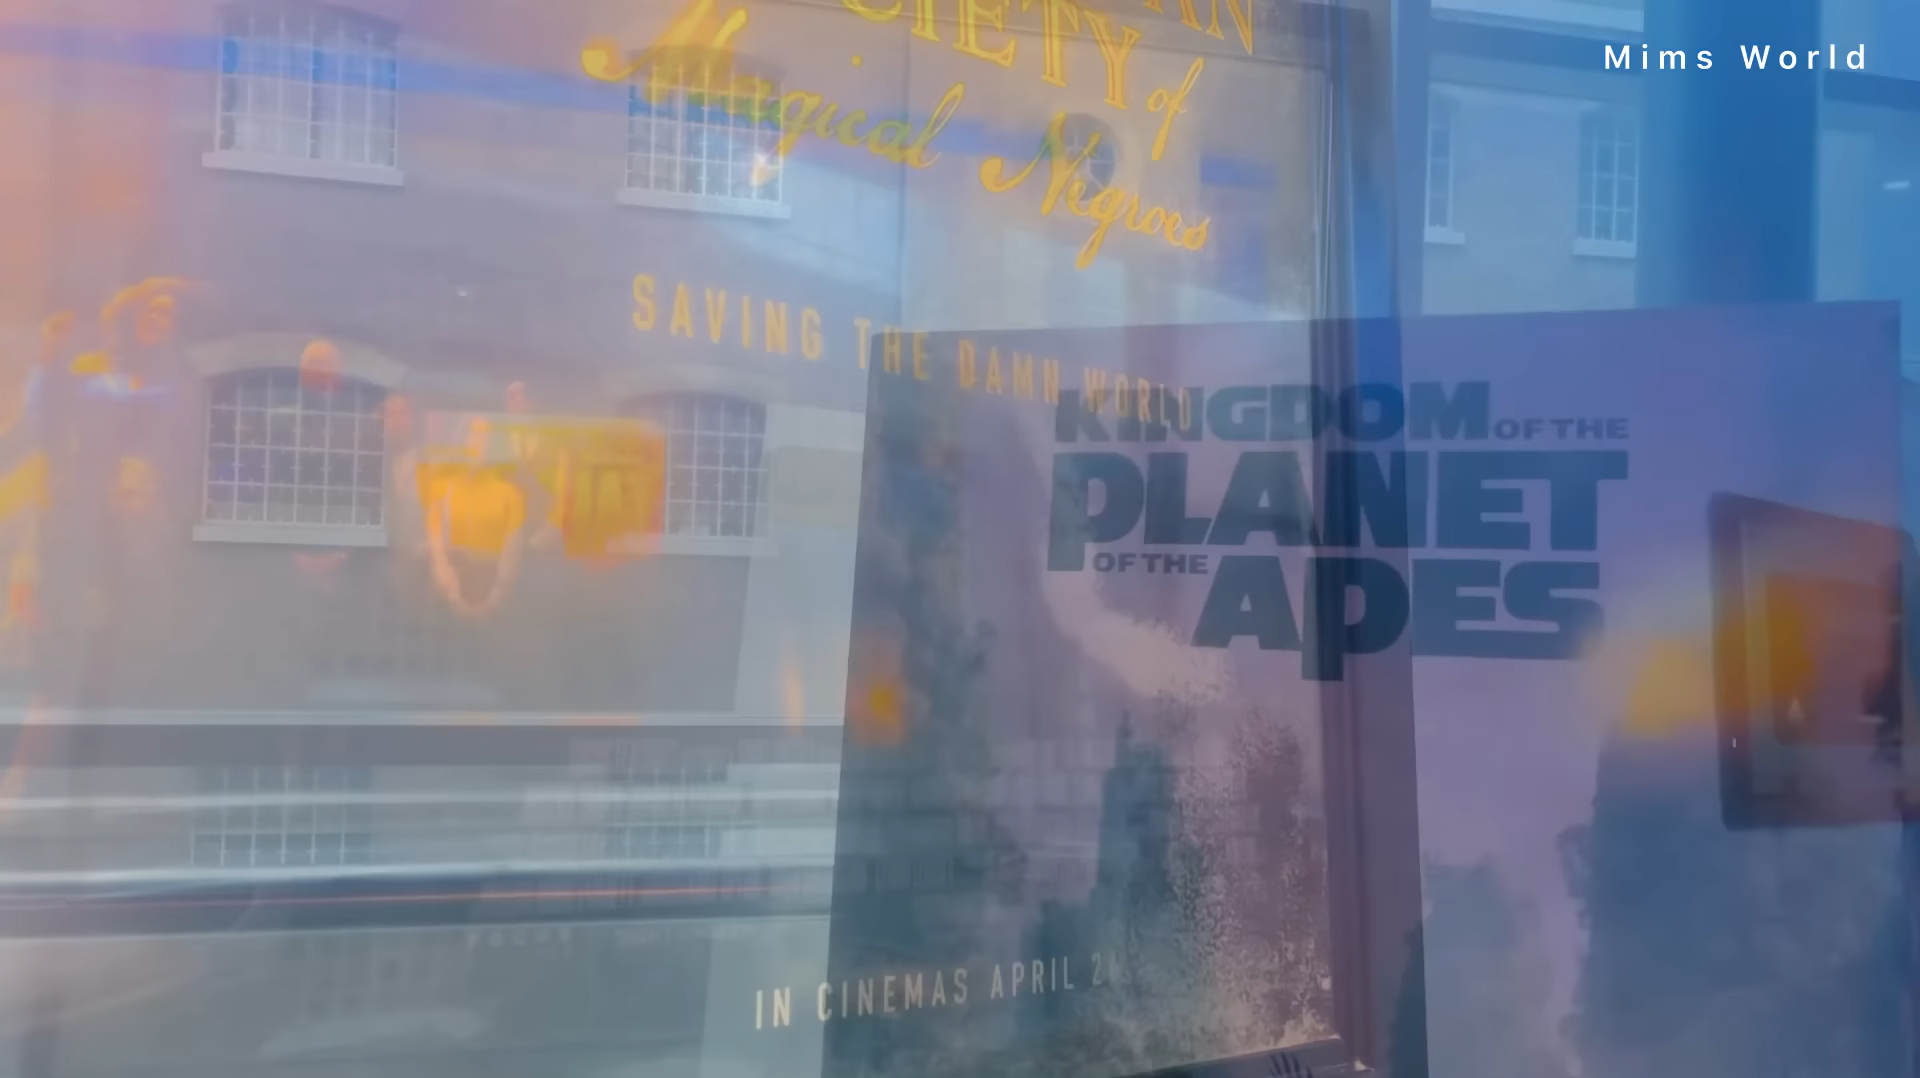 Mims World
CIETY of
Magical Negroes
SAVING THE DAMN WORLD
KINGDOM OF THE
PLANET
OF THE APES
IN CINEMAS APRIL